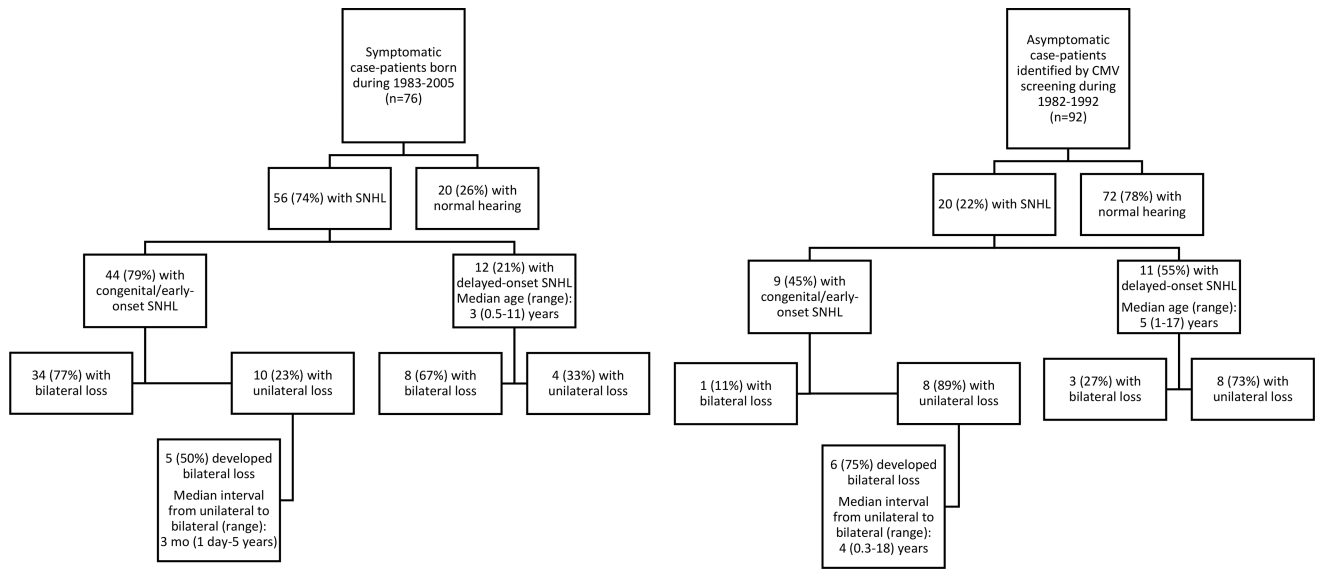 Symptomatic
case-patients born
during 1983-2005
(n=76)
56 (74%) with SNHL
20 (26%) with
normal hearing
44 (79%) with
congenital/early-
onset SNHL
12 (21%) with
delayed-onset SNHL
Median age (range):
3 (0.5-11) years
34 (77%) with
bilateral loss
10 (23%) with
unilateral loss
8 (67%) with
bilateral loss
4 (33%) with
unilateral loss
5 (50%) developed
bilateral loss
Median interval
from unilateral to
bilateral (range):
3 mo (1 day-5 years)
Asymptomatic
case-patients
identified by CMV
screening during
1982-1992
(n=92)
20 (22%) with SNHL
72 (78%) with
normal hearing
9 (45%) with
congenital/early-
onset SNHL
11 (55%) with
delayed-onset SNHL
Median age (range):
5 (1-17) years
1 (11%) with
bilateral loss
8 (89%) with
unilateral loss
3 (27%) with
bilateral loss
8 (73%) with
unilateral loss
6 (75%) developed
bilateral loss
Median interval
from unilateral to
bilateral (range):
4 (0.3-18) years